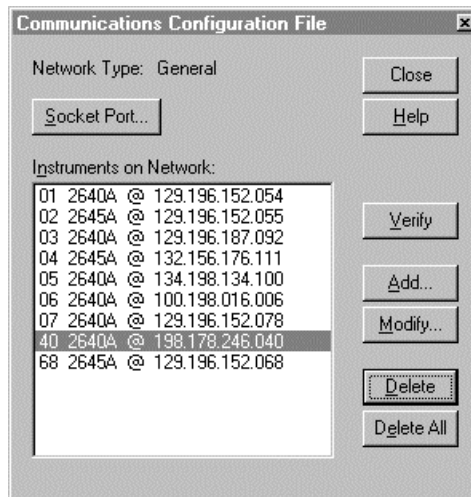 Communications Configuration File
Network Type: General
Close
Socket Port...
Help
Instruments on Network:
01 2640A @ 129.196.152.054
02 2645A @ 129.196.152.055
03 2640A @ 129.196.187.092
04 2645A @ 132.156.176.111
05 2640A @ 134.198.134.100
06 2640A @ 100.198.016.006
07 2640A @ 129.196.152.078
40 2640A @ 198.178.246.040
68 2645A @ 129.196.152.068
Verify
Add...
Modify...
Delete
Delete All